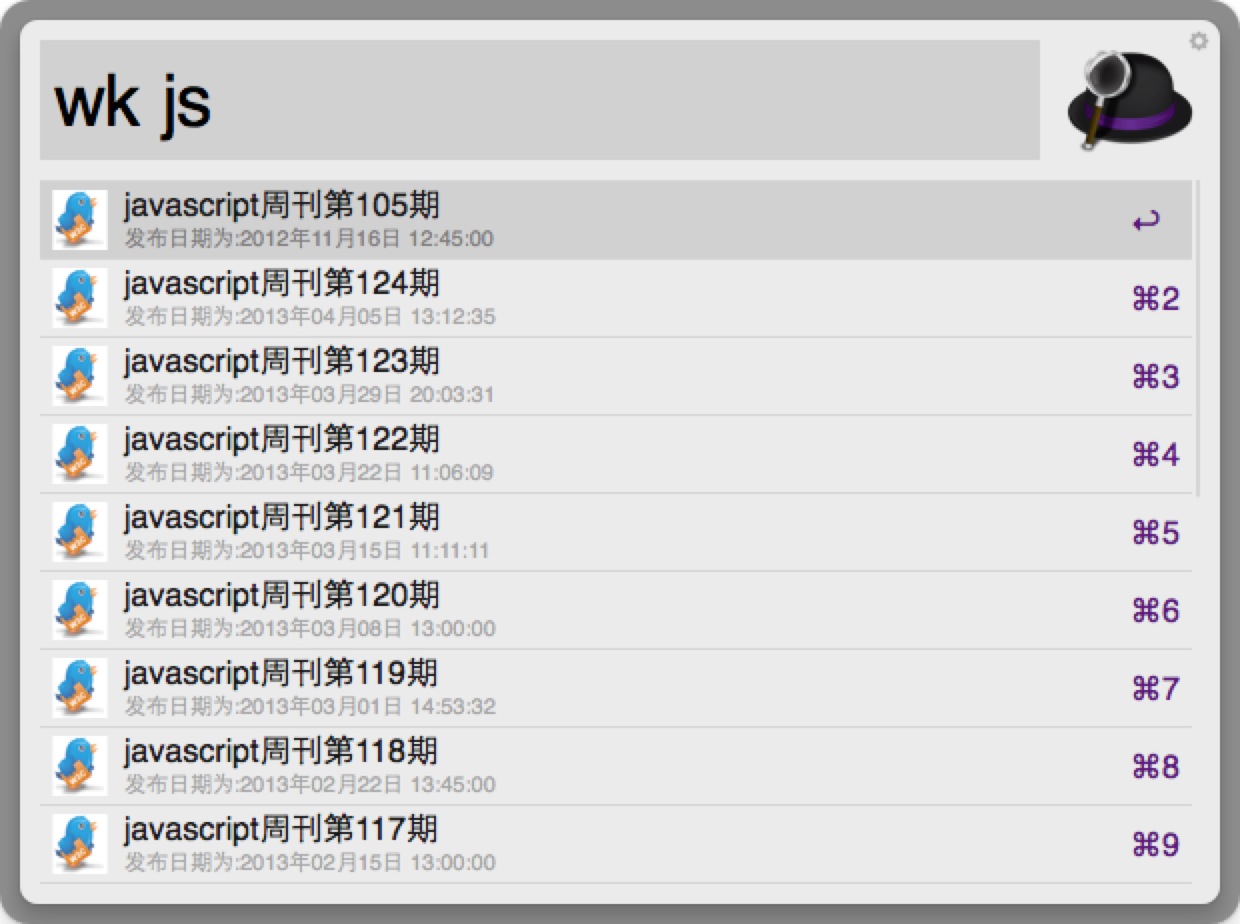 wk js
javascript周刊第105期
发布日期为:2012年11月16日 12:45:00
↩
javascript周刊第124期
发布日期为:2013年04月05日 13:12:35
⌘2
javascript周刊第123期
发布日期为:2013年03月29日 20:03:31
⌘3
javascript周刊第122期
发布日期为:2013年03月22日 11:06:09
⌘4
javascript周刊第121期
发布日期为:2013年03月15日 11:11:11
⌘5
javascript周刊第120期
发布日期为:2013年03月08日 13:00:00
⌘6
javascript周刊第119期
发布日期为:2013年03月01日 14:53:32
⌘7
javascript周刊第118期
发布日期为:2013年02月22日 13:45:00
⌘8
javascript周刊第117期
发布日期为:2013年02月15日 13:00:00
⌘9